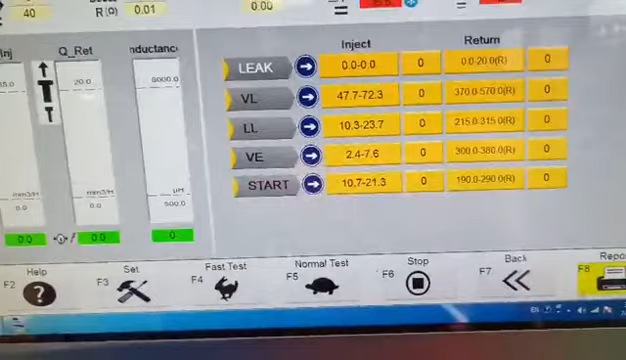 40 R(Ω) 0.01 0.00
Inj Q_Ret nductanc Inject Return
LEAK 0.0-0.0 0 0.0-20.0(R) 0
VL 47.7-72.3 0 370.0-570.0(R) 0
LL 10.3-23.7 0 215.0-315.0(R) 0
VE 2.4-7.6 0 300.0-380.0(R) 0
START 10.7-21.3 0 190.0-290.0(R) 0
20.0 6000.0
mm3/H mm3/H μH
0.0 0.0 500.0
0.0 0.0 0
F2 Help F3 Set F4 Fast Test F5 Normal Test F6 Stop F7 Back F8 Repo
EN